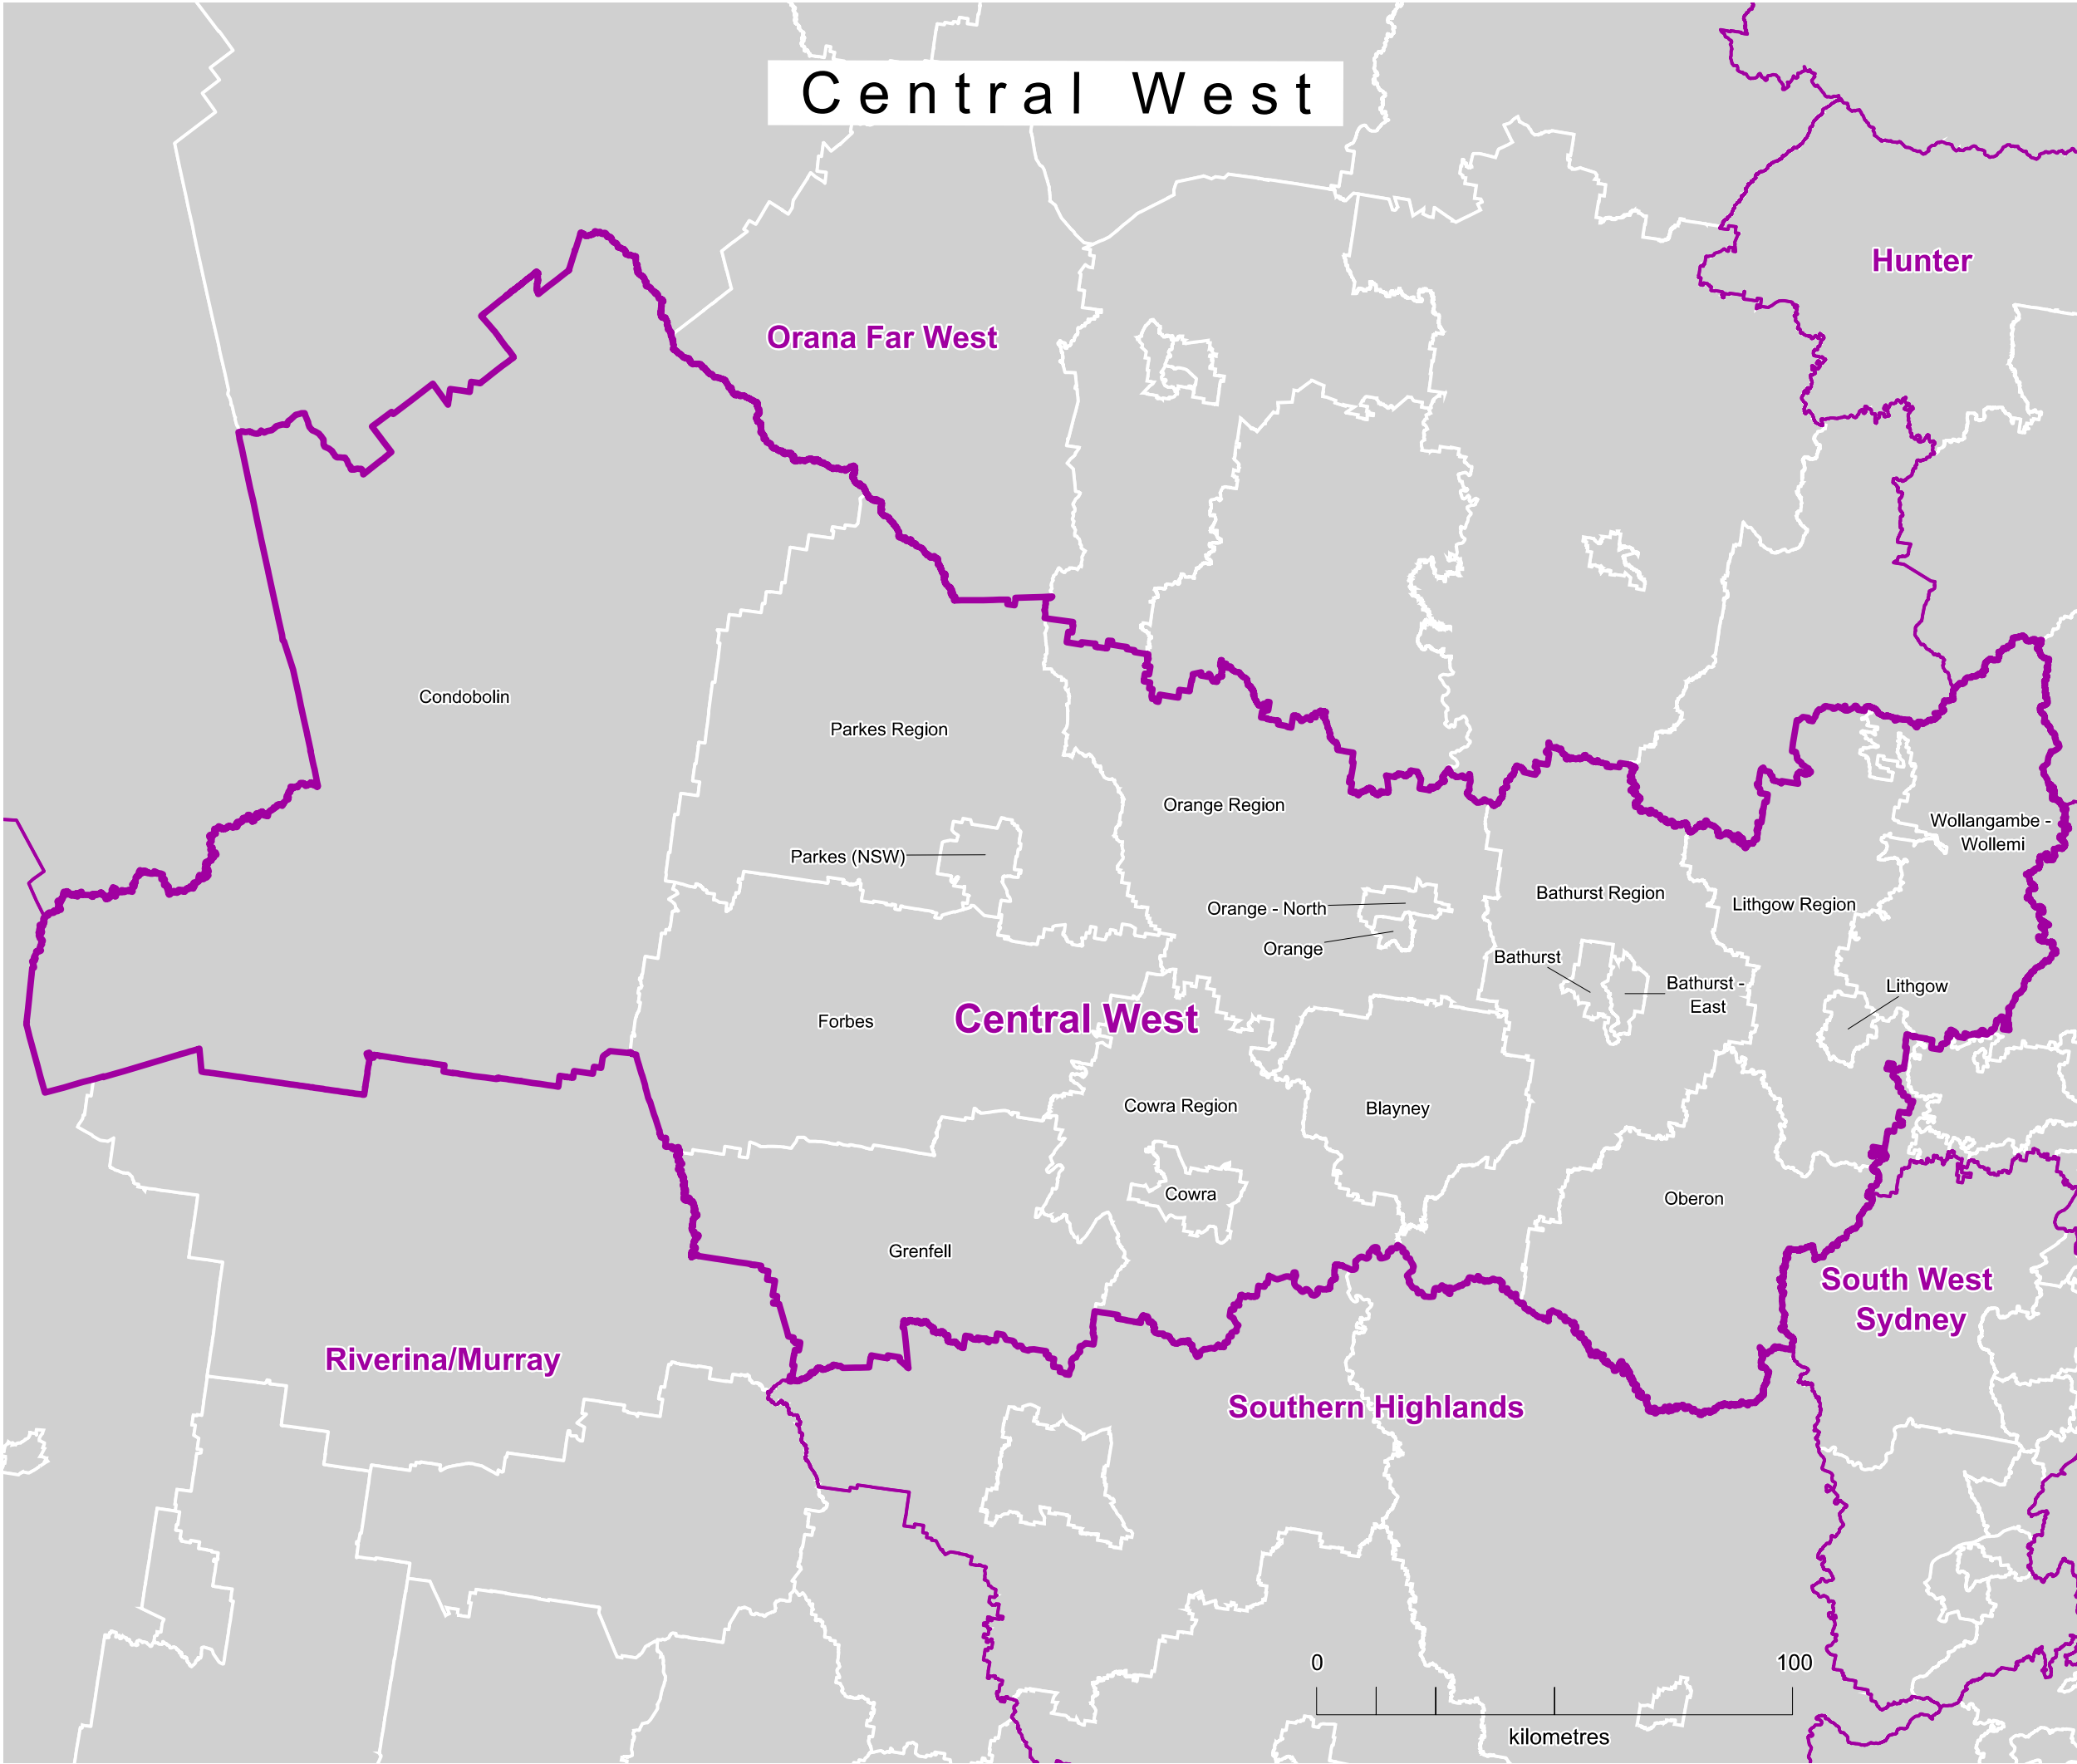 Central West
Hunter
Orana Far West
Condobolin
Parkes Region
Orange Region
Wollangambe -
Wollemi
Parkes (NSW)
Bathurst Region
Lithgow Region
Orange - North
Orange
Bathurst
Bathurst -
East
Lithgow
Forbes
Central West
Cowra Region
Blayney
Cowra
Oberon
Grenfell
South West
Sydney
Riverina/Murray
Southern Highlands
0 100
kilometres